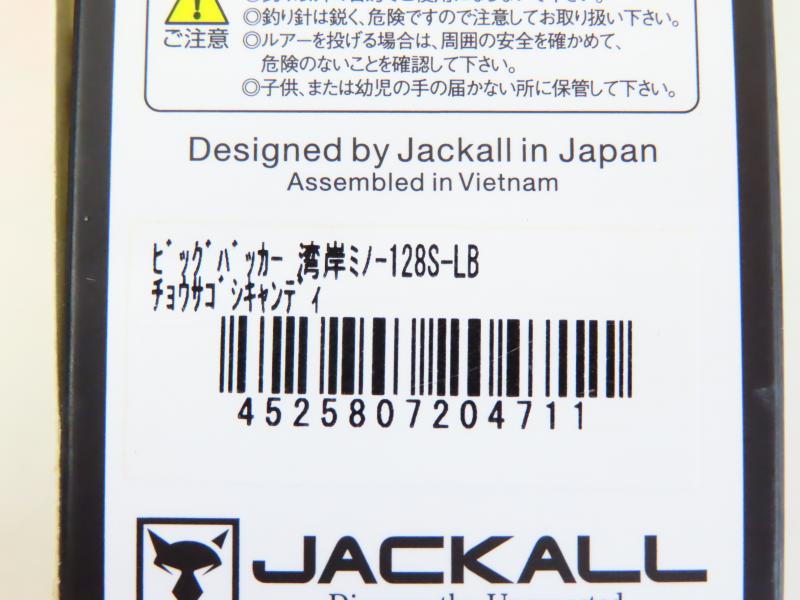 ご注意
◎釣り針は鋭く、危険ですので注意してお取り扱い下さい。
◎ルアーを投げる場合は、周囲の安全を確かめて、
危険のないことを確認して下さい。
◎子供、または幼児の手の届かない所に保管して下さい。
Designed by Jackall in Japan
Assembled in Vietnam
ビッグバッカー 湾岸ミノー128S-LB
チョウサゴシキャンディ
4525807204711
JACKALL